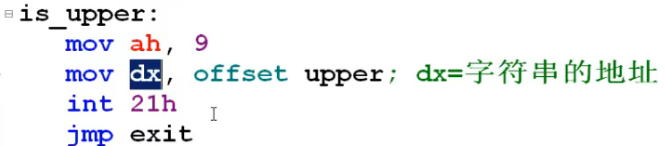 is_upper:
mov ah, 9
mov dx, offset upper; dx=字符串的地址
int 21h
jmp exit